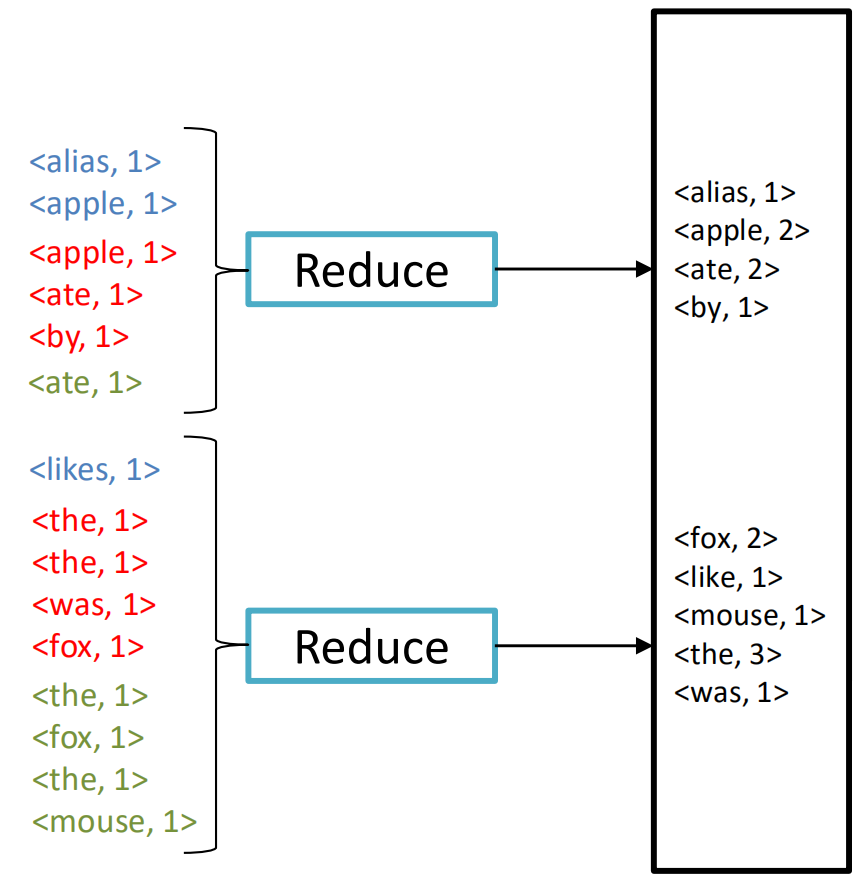 <alias, 1>
<apple, 1>
<apple, 1>
<ate, 1>
<by, 1>
<ate, 1>
Reduce
<alias, 1>
<apple, 2>
<ate, 2>
<by, 1>
<likes, 1>
<the, 1>
<the, 1>
<was, 1>
<fox, 1>
<the, 1>
<fox, 1>
<the, 1>
<mouse, 1>
Reduce
<fox, 2>
<like, 1>
<mouse, 1>
<the, 3>
<was, 1>